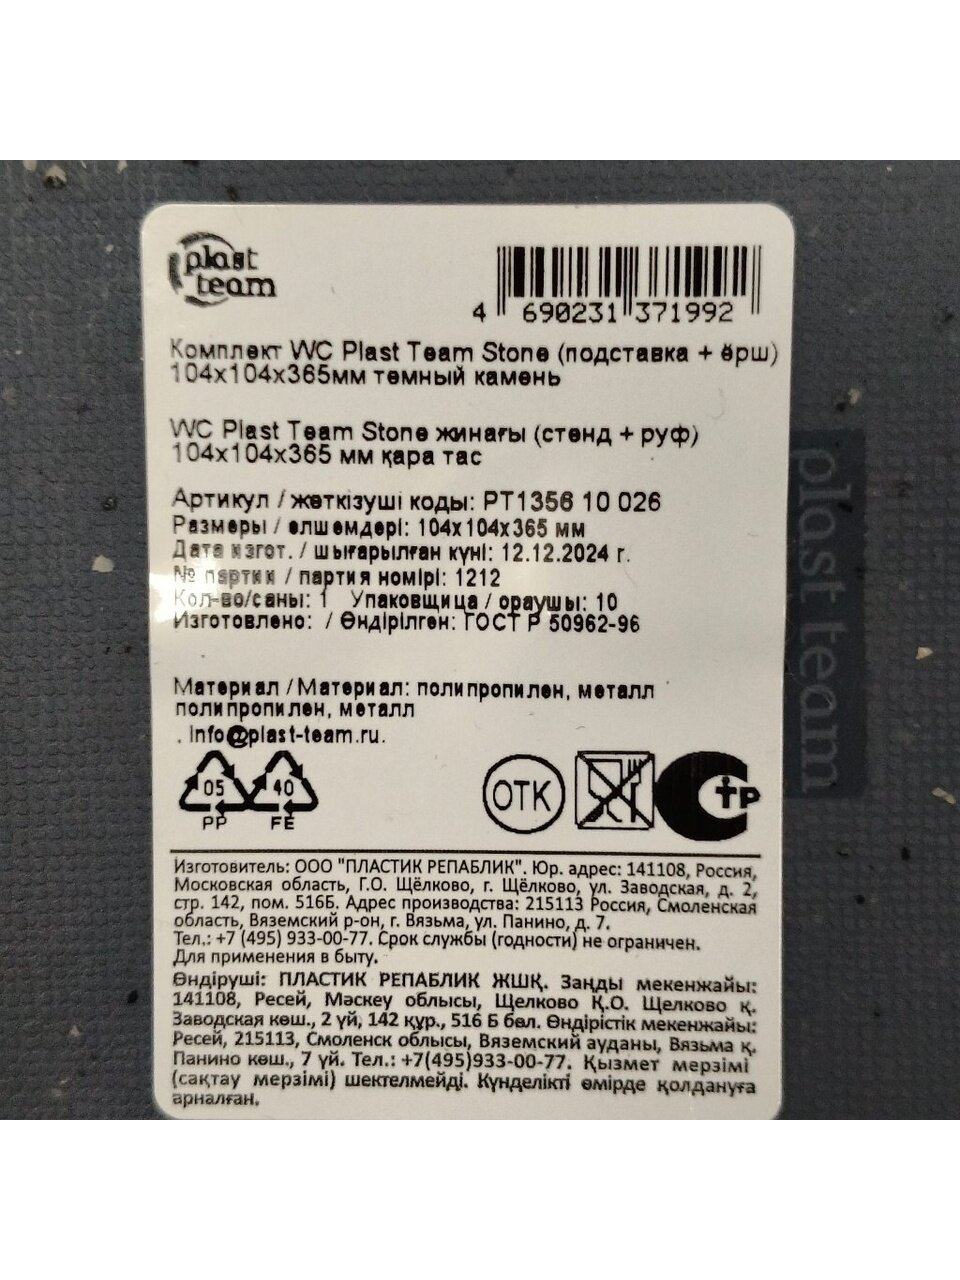 plast
team
4 690231 371992
Комплект WC Plast Team Stone (подставка + ёрш)
104х104х365мм темный камень
WC Plast Team Stone жинағы (стенд + руф)
104х104х365 мм қара тас
Артикул / жеткізуші коды: PT1356 10 026
Размеры / өлшемдері: 104х104х365 мм
Дата изгот. / шығарылған күні: 12.12.2024 г.
№ партии / партия номірі: 1212
Кол-во/саны: 1 Упаковщица / ораушы: 10
Изготовлено: / Өндірілген: ГОСТ Р 50962-96
Материал / Материал: полипропилен, металл
полипропилен, металл
. Info@plast-team.ru.
05 40 ОТК СТР
PP FE
Изготовитель: ООО "ПЛАСТИК РЕПАБЛИК". Юр. адрес: 141108, Россия,
Московская область, Г.О. Щёлково, г. Щёлково, ул. Заводская, д. 2,
стр. 142, пом. 516Б. Адрес производства: 215113 Россия, Смоленская
область, Вяземский р-он, г. Вязьма, ул. Панино, д. 7.
Тел.: +7 (495) 933-00-77. Срок службы (годности) не ограничен.
Для применения в быту.
Өндіруші: ПЛАСТИК РЕПАБЛИК ЖШҚ. Заңды мекенжайы:
141108, Ресей, Мәскеу облысы, Щелково Қ.О. Щелково қ.
Заводская көш., 2 үй, 142 құр., 516 Б бөл. Өндірістік мекенжайы:
Ресей, 215113, Смоленск облысы, Вяземский ауданы, Вязьма қ.
Панино көш., 7 үй. Тел.: +7(495)933-00-77. Қызмет мерзімі
(сақтау мерзімі) шектелмейді. Күнделікті өмірде қолдануға
арналған.
plast team